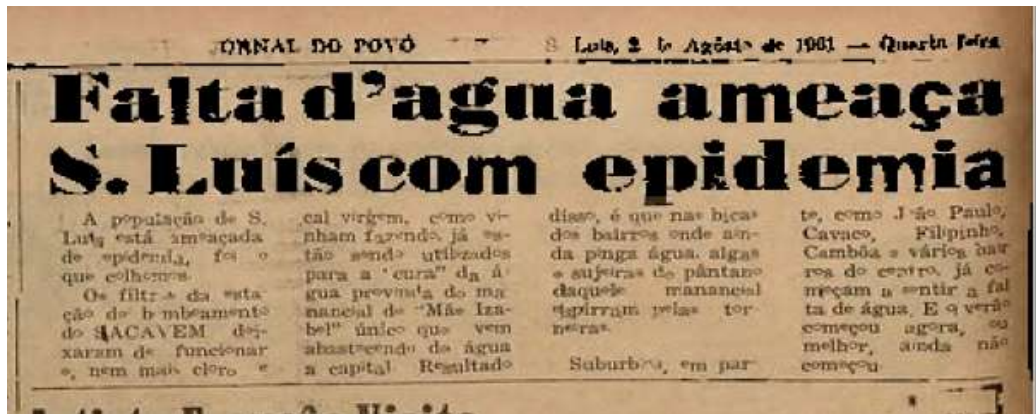 JORNAL DO POVO S Luis, 2 de Agôsto de 1961 — Quarta feira
Falta d'agua ameaça
S. Luís com epidemia
A população de S.
Luis está ameaçada
de epidemia, foi o
que colhemos.
Os filtros da esta
ção de bombeamento
do SACAVEM dei-
xaram de funcionar
e, nem mais cloro e
cal virgem, como vi-
nham fazendo, já es-
tão sendo utilizados
para a "cura" da á-
gua provinda do ma
nancial de "Mãe Iza-
bel" único que vem
abastecendo de água
a capital Resultado
disso, é que nas bicas
dos bairros onde ain-
da pinga água, algas
e sujeiras do pântano
daquele manancial
espirram pelas tor-
neiras.
Suburbios, em par
te, como João Paulo,
Cavaco, Filipinho,
Cambôa e vários bair
ros do centro, já co-
meçam a sentir a fal
ta de água. E o verão
começou agora, ou
melhor, ainda não
começou